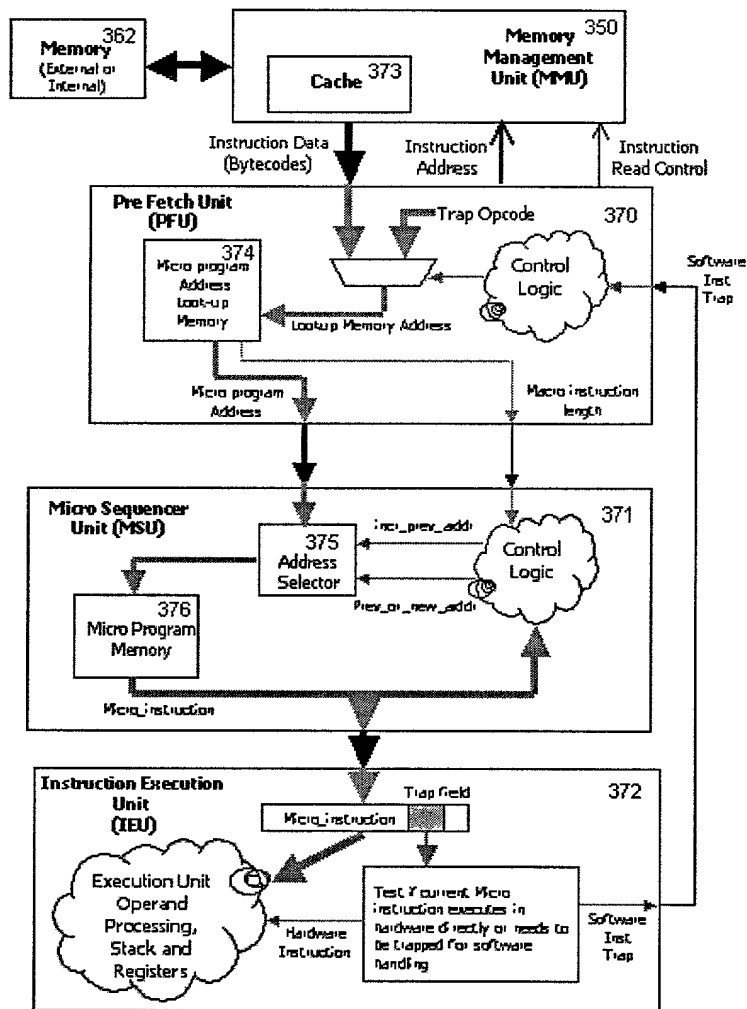 362
Memory
(External or
Internal)
350
Memory
Management
Unit (MMU)
373
Cache
Instruction Data
(Bytecodes)
Instruction
Address
Instruction
Read Control
Pre Fetch Unit
(PFU)
370
Trap Opcode
374
Micro program
Address
Look-up
Memory
Control
Logic
Software
Inst
Trap
Lookup Memory Address
Micro program
Address
Macro instruction
length
Micro Sequencer
Unit (MSU)
371
Incr_prev_addr
375
Address
Selector
Control
Logic
Prev_or_new_addr
376
Micro Program
Memory
Micro_instruction
Instruction Execution
Unit
(IEU)
372
Trap field
Micro_instruction
Execution Unit
Operand
Processing,
Stack and
Registers
Hardware
Instruction
Test if current Micro
instruction executes in
hardware directly or needs to
be trapped for software
handling
Software
Inst
Trap